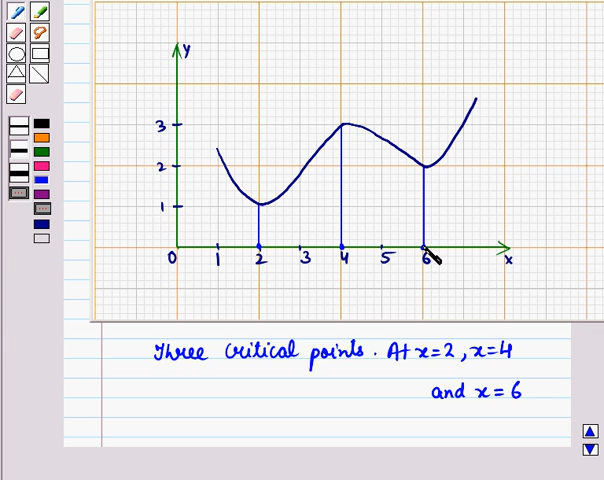 y
3
2
1
0 1 2 3 4 5 6 x
Three critical points. At x=2, x=4
and x=6